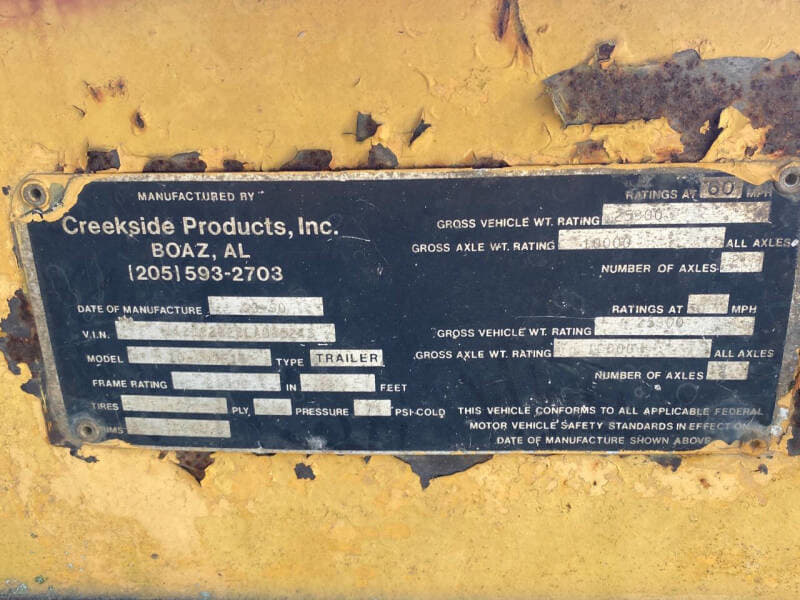 MANUFACTURED BY
Creekside Products, Inc.
BOAZ, AL
(205) 593-2703
DATE OF MANUFACTURE
V.I.N.
MODEL TYPE TRAILER
FRAME RATING IN FEET
TIRES PLY, PRESSURE PSI-COLD
RATINGS AT 60 MPH
GROSS VEHICLE WT. RATING 25900
GROSS AXLE WT. RATING 10000 ALL AXLES
NUMBER OF AXLES
RATINGS AT MPH
GROSS VEHICLE WT. RATING 25900
GROSS AXLE WT. RATING ALL AXLES
NUMBER OF AXLES
THIS VEHICLE CONFORMS TO ALL APPLICABLE FEDERAL
MOTOR VEHICLE SAFETY STANDARDS IN EFFECT
DATE OF MANUFACTURE SHOWN ABOVE